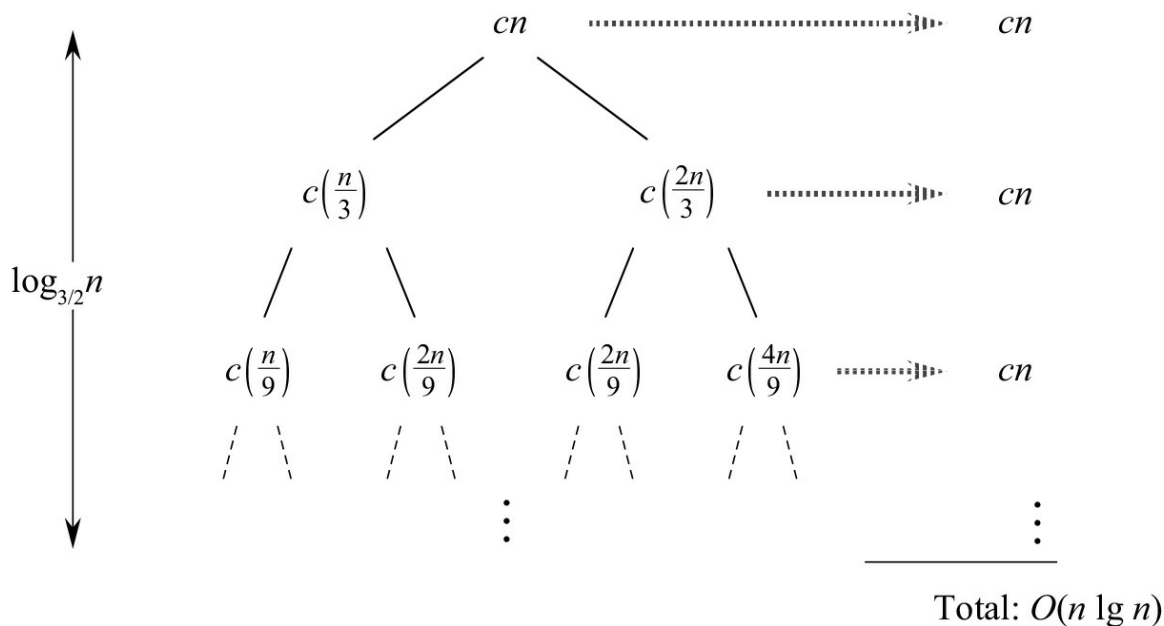 cn cn
c(n/3) c(2n/3) cn
log_{3/2} n
c(n/9) c(2n/9) c(2n/9) c(4n/9) cn
Total: O(n lg n)